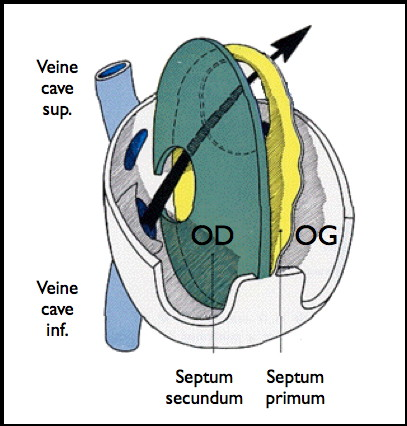 Veine
cave
sup.
OD
OG
Veine
cave
inf.
Septum
secundum
Septum
primum